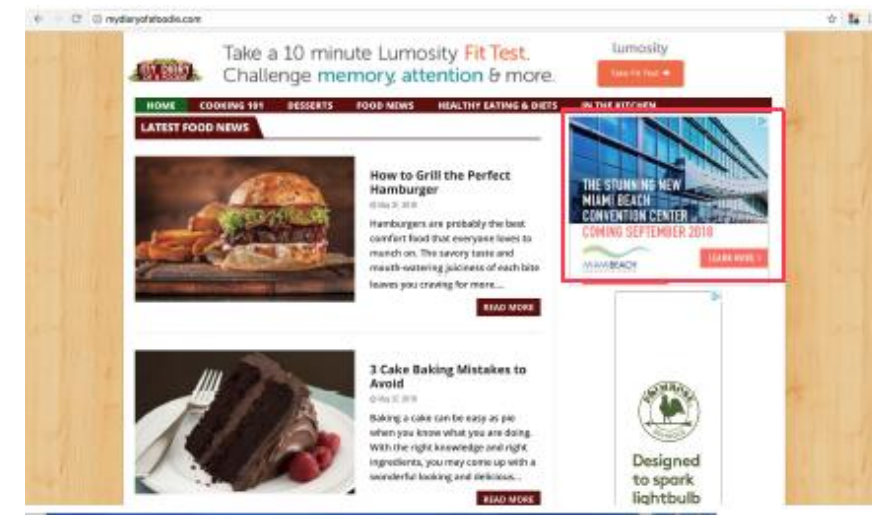 mydiaryofafoodie.com
Take a 10 minute Lumosity Fit Test.
Challenge memory, attention & more.
lumosity
Take Fit Test
HOME COOKING 101 DESSERTS FOOD NEWS HEALTHY EATING & DIETS IN THE KITCHEN
LATEST FOOD NEWS
How to Grill the Perfect
Hamburger
Hamburgers are probably the best
comfort food that everyone loves to
munch on. The savory taste and
mouth-watering juiciness of each bite
leaves you craving for more....
READ MORE
3 Cake Baking Mistakes to
Avoid
Baking a cake can be easy as pie
when you know what you are doing.
With the right knowledge and right
ingredients, you may come up with a
wonderful looking and delicious...
READ MORE
THE STUNNING NEW
MIAMI BEACH
CONVENTION CENTER
COMING SEPTEMBER 2018
MIAMIBEACH
LEARN MORE
PRIMROSE
Designed
to spark
lightbulb